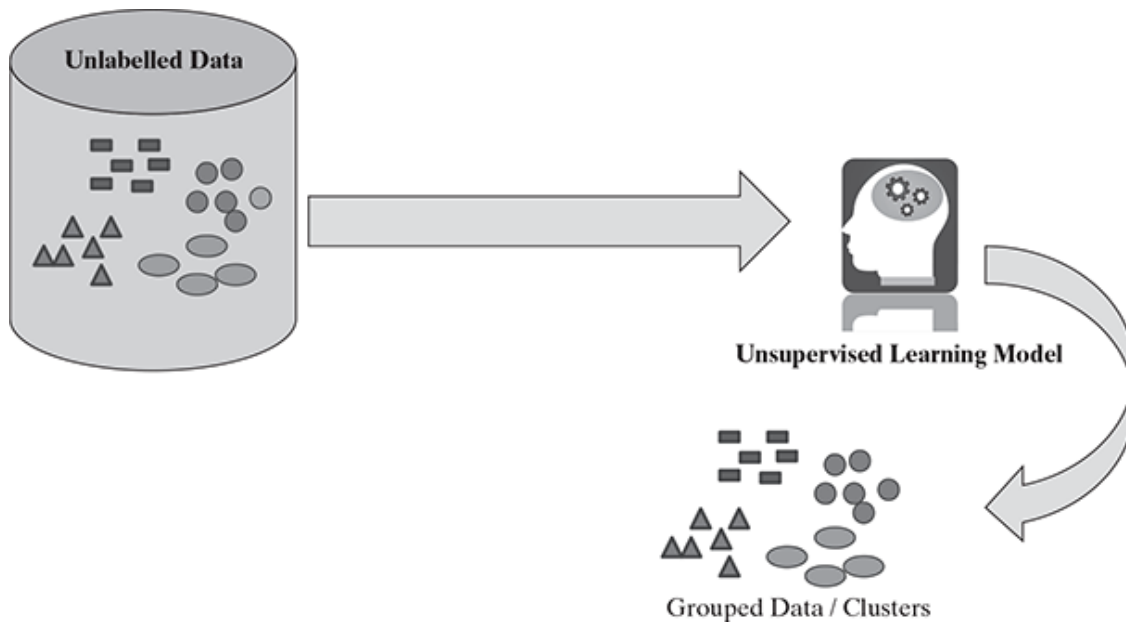 Unlabelled Data
Unsupervised Learning Model
Grouped Data / Clusters